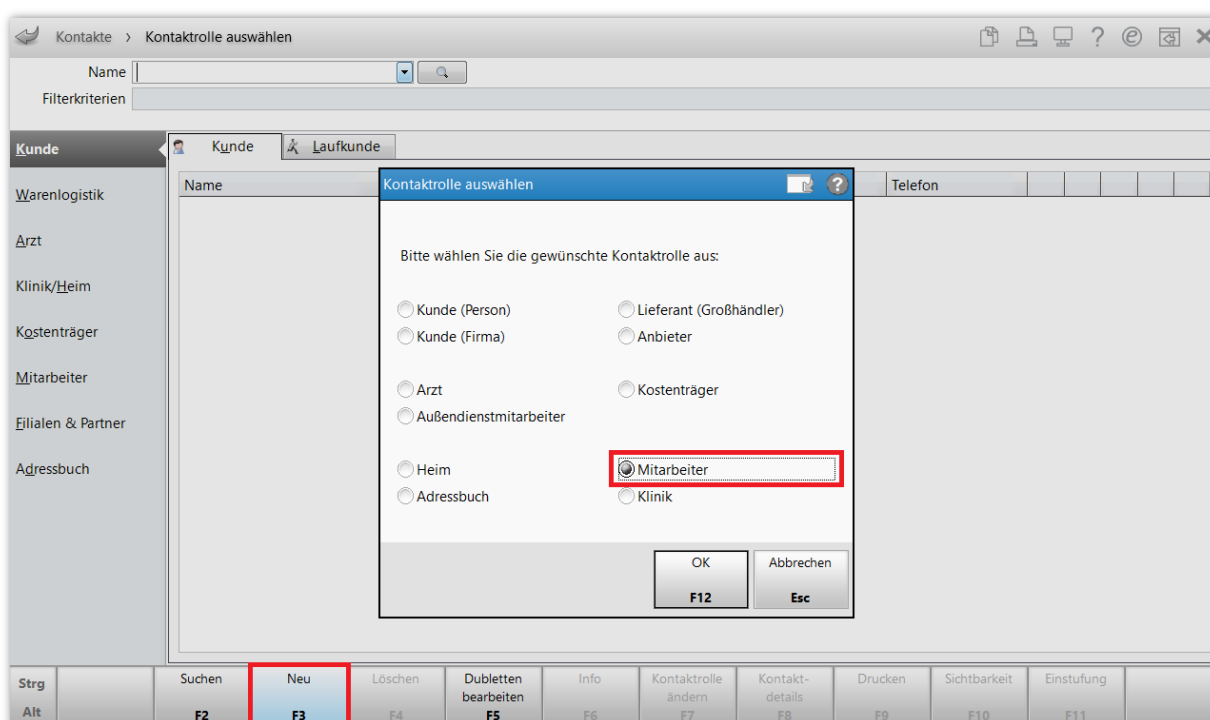 Kontakte > Kontaktrolle auswählen
Name
Filterkriterien
Kunde
Warenlogistik
Arzt
Klinik/Heim
Kostenträger
Mitarbeiter
Filialen & Partner
Adressbuch
Kunde Laufkunde
Name Telefon
Kontaktrolle auswählen
Bitte wählen Sie die gewünschte Kontaktrolle aus:
Kunde (Person) Lieferant (Großhändler)
Kunde (Firma) Anbieter
Arzt Kostenträger
Außendienstmitarbeiter
Heim Mitarbeiter
Adressbuch Klinik
OK Abbrechen
F12 Esc
Strg Suchen Neu Löschen Dubletten bearbeiten Info Kontaktrolle ändern Kontakt-details Drucken Sichtbarkeit Einstufung
Alt F2 F3 F4 F5 F6 F7 F8 F9 F10 F11